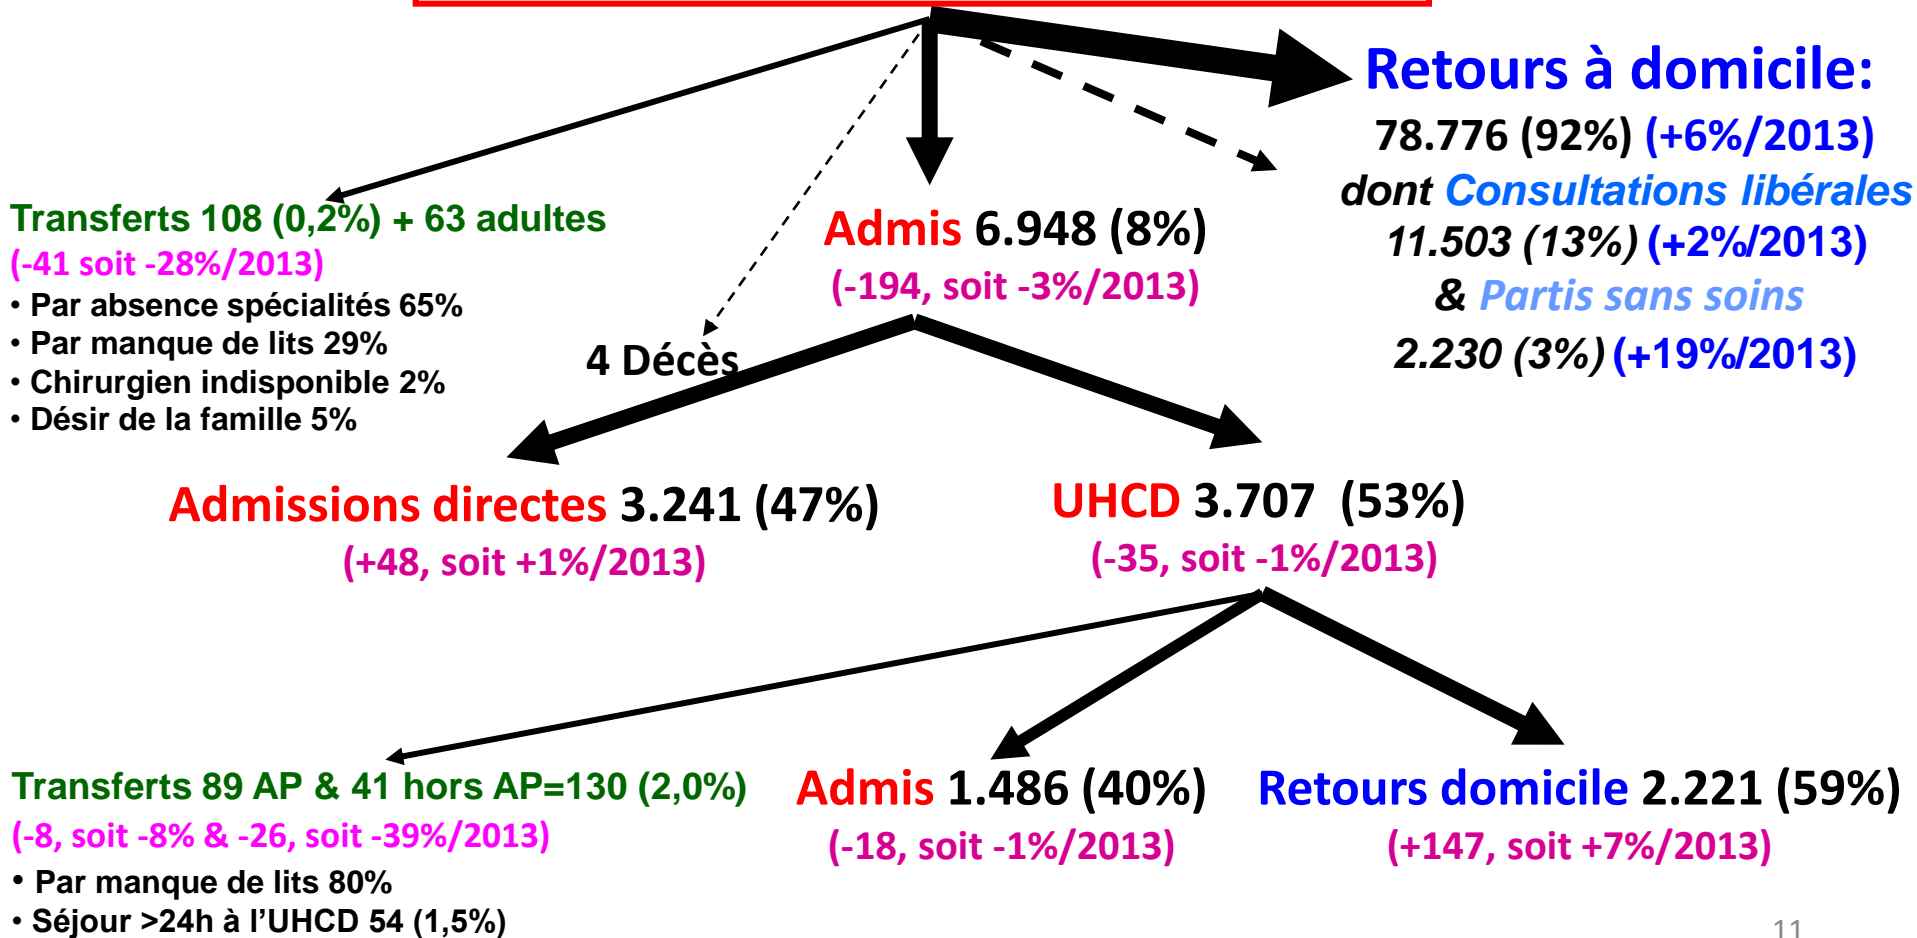 Retours à domicile:
78.776 (92%) (+6%/2013)
dont Consultations libérales
11.503 (13%) (+2%/2013)
& Partis sans soins
2.230 (3%) (+19%/2013)
Transferts 108 (0,2%) + 63 adultes
(-41 soit -28%/2013)
• Par absence spécialités 65%
• Par manque de lits 29%
• Chirurgien indisponible 2%
• Désir de la famille 5%
4 Décès
Admis 6.948 (8%)
(-194, soit -3%/2013)
Admissions directes 3.241 (47%)
(+48, soit +1%/2013)
UHCD 3.707 (53%)
(-35, soit -1%/2013)
Transferts 89 AP & 41 hors AP=130 (2,0%)
(-8, soit -8% & -26, soit -39%/2013)
• Par manque de lits 80%
• Séjour >24h à l’UHCD 54 (1,5%)
Admis 1.486 (40%)
(-18, soit -1%/2013)
Retours domicile 2.221 (59%)
(+147, soit +7%/2013)
11